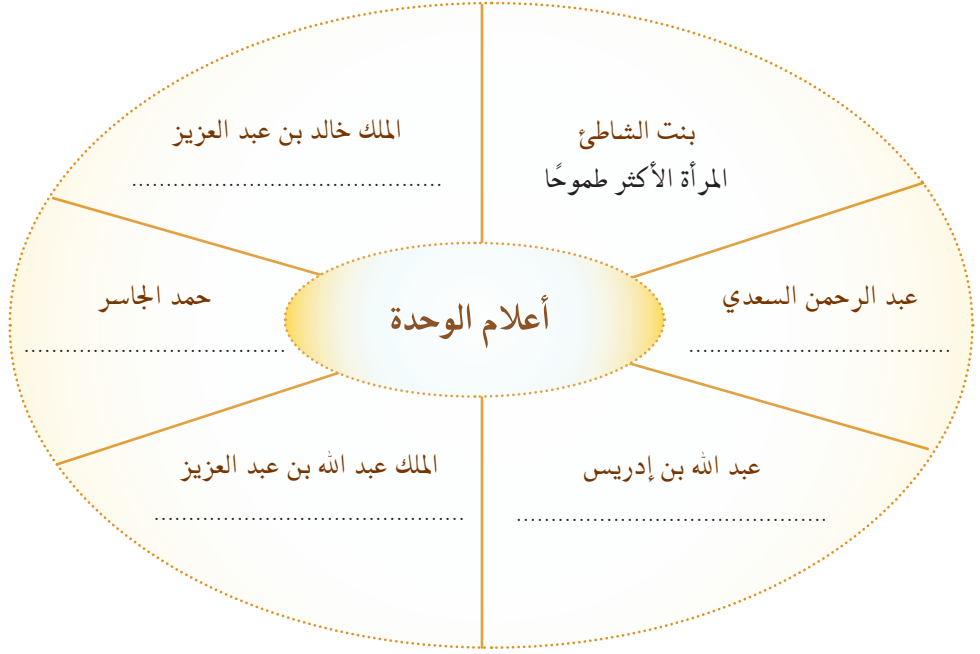 بنت الشاطئ
المرأة الأكثر طموحًا
الملك خالد بن عبد العزيز
........................................
عبد الرحمن السعدي
........................................
أعلام الوحدة
حمد الجاسر
........................................
عبد الله بن إدريس
........................................
الملك عبد الله بن عبد العزيز
........................................